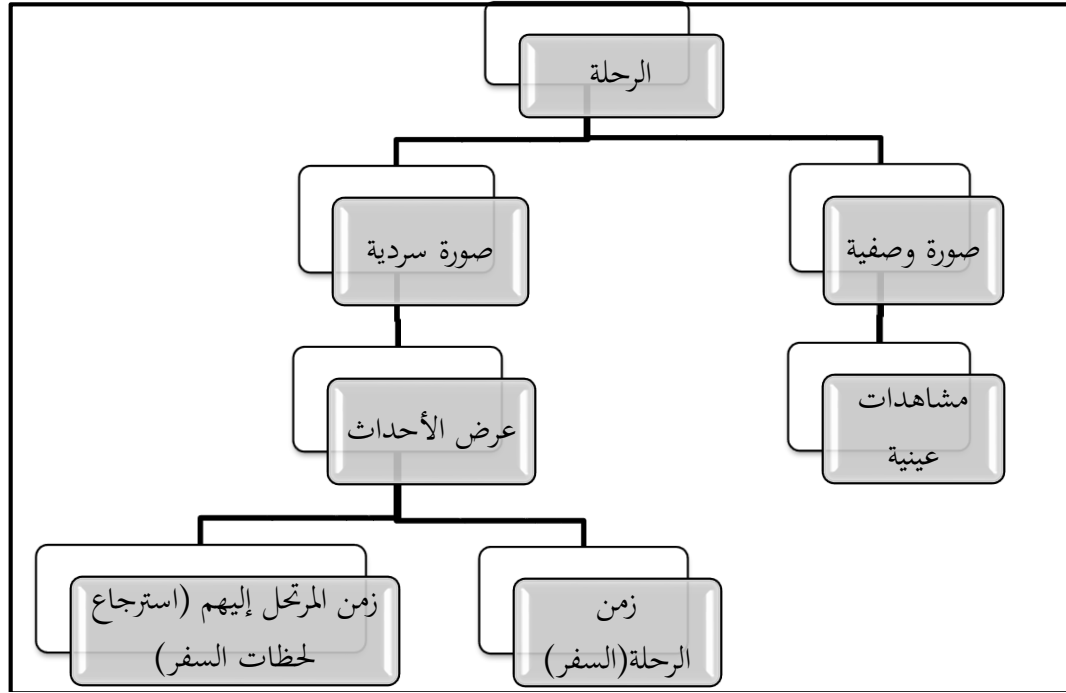 الرحلة
صورة وصفية
صورة سردية
مشاهدات
عينية
عرض الأحداث
زمن
الرحلة(السفر)
زمن المرتحل إليهم (استرجاع
لحظات السفر)